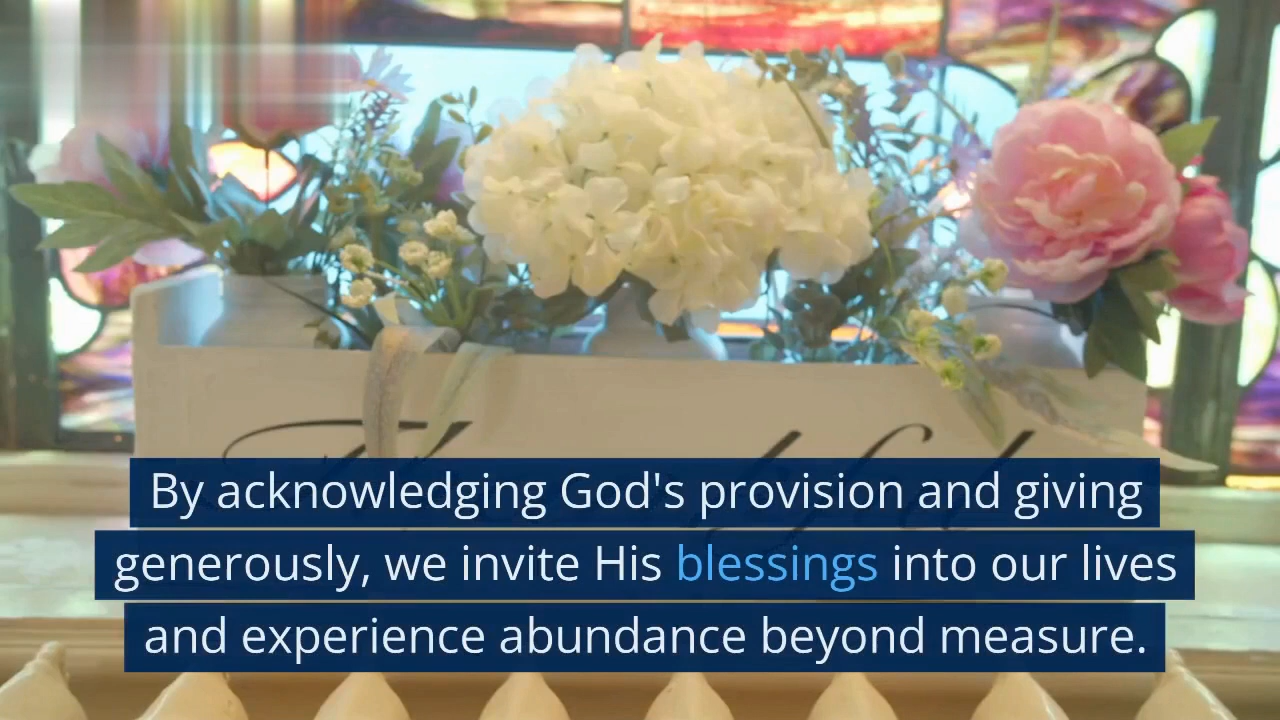 By acknowledging God's provision and giving
generously, we invite His blessings into our lives
and experience abundance beyond measure.